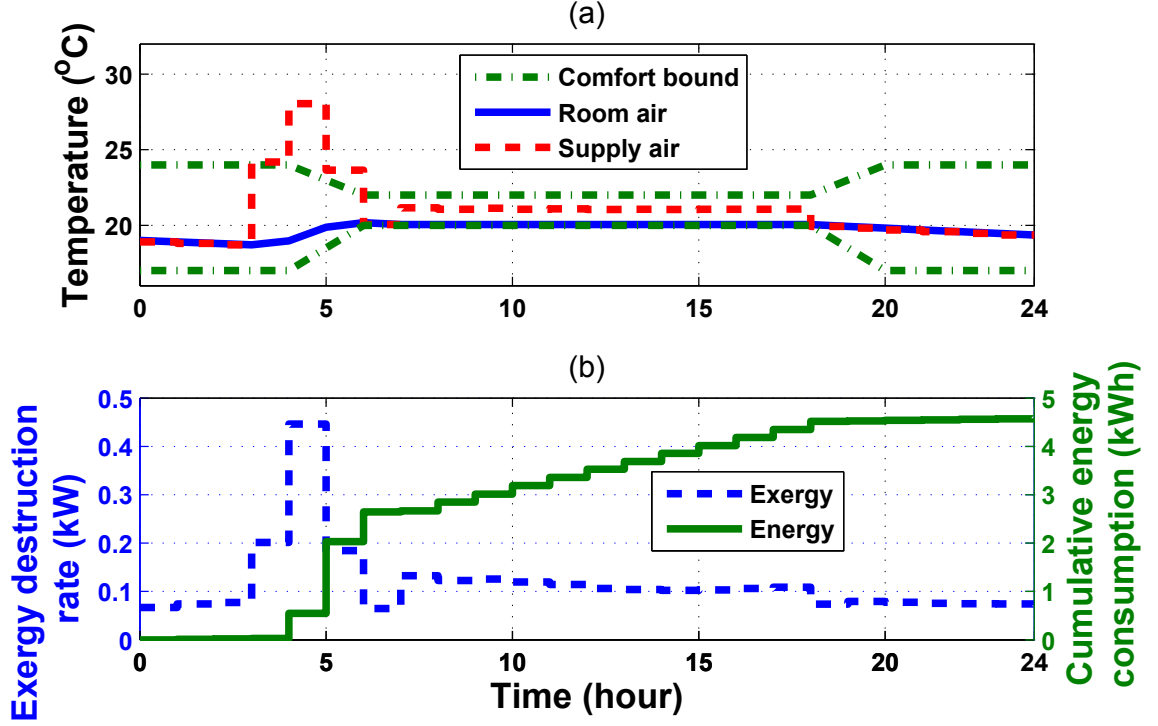 (a)
Temperature (ºC)
30
25
20
Comfort bound
Room air
Supply air
0
5
10
15
20
24
(b)
Exergy destruction
rate (kW)
0.5
0.4
0.3
0.2
0.1
0
Exergy
Energy
5
4
3
2
1
0
Cumulative energy
consumption (kWh)
0
5
10
15
20
24
Time (hour)